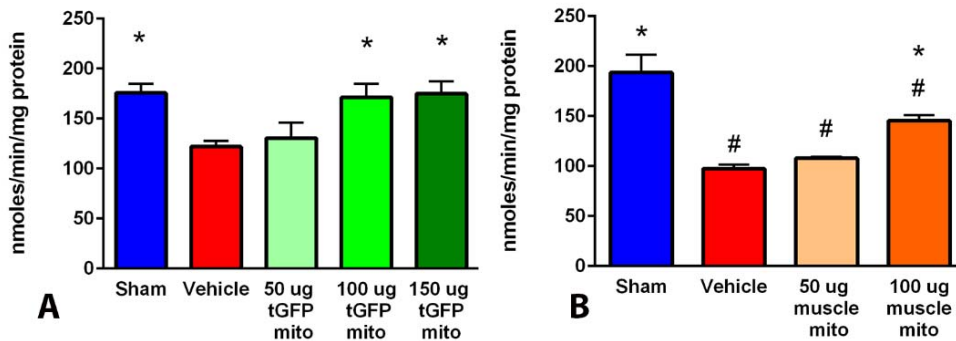 nmoles/min/mg protein
250
200
150
100
50
0
*
*
*
Sham
Vehicle
50 ug
tGFP
mito
100 ug
tGFP
mito
150 ug
tGFP
mito
A
nmoles/min/mg protein
250
200
150
100
50
0
*
#
#
*
#
Sham
Vehicle
50 ug
muscle
mito
100 ug
muscle
mito
B